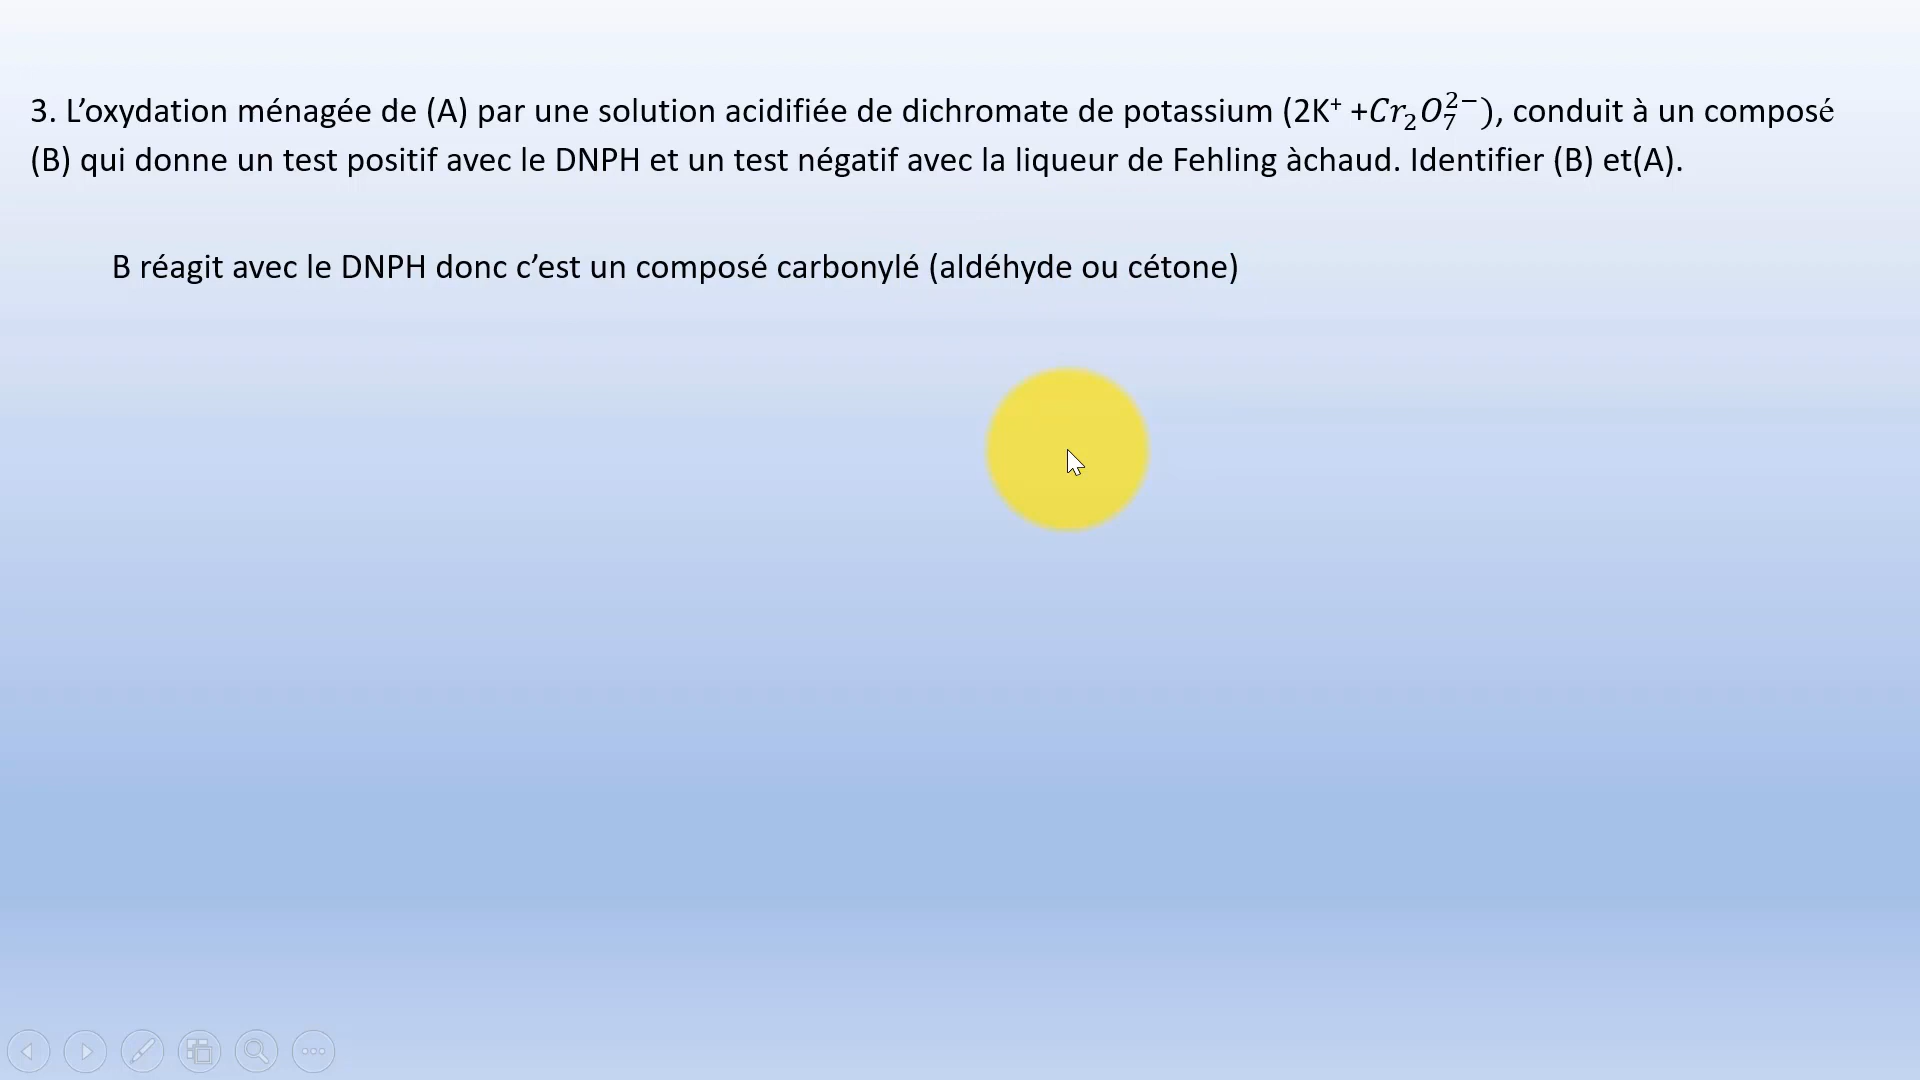 3. L’oxydation ménagée de (A) par une solution acidifiée de dichromate de potassium (2K⁺ +Cr₂O₇²⁻), conduit à un composé
(B) qui donne un test positif avec le DNPH et un test négatif avec la liqueur de Fehling àchaud. Identifier (B) et(A).
B réagit avec le DNPH donc c’est un composé carbonylé (aldéhyde ou cétone)